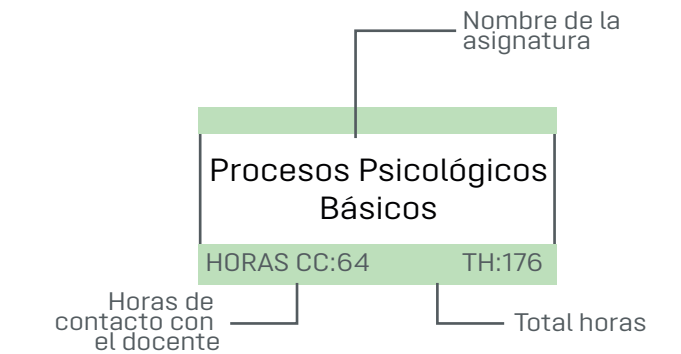 Nombre de la
asignatura
Procesos Psicológicos
Básicos
HORAS CC:64 TH:176
Horas de
contacto con
el docente
Total horas